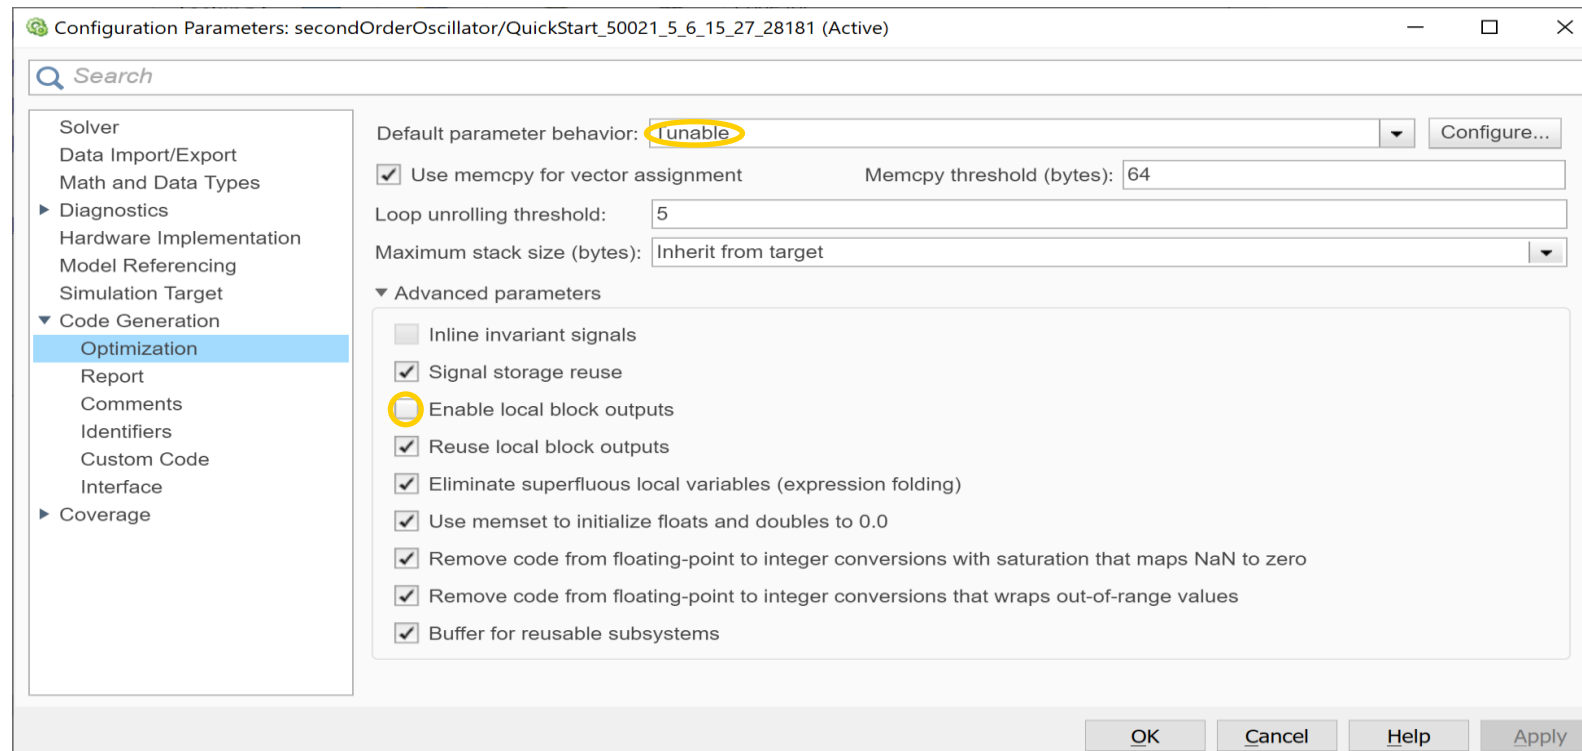 Configuration Parameters: secondOrderOscillator/QuickStart_50021_5_6_15_27_28181 (Active)
Search
Solver
Data Import/Export
Math and Data Types
Diagnostics
Hardware Implementation
Model Referencing
Simulation Target
Code Generation
Optimization
Report
Comments
Identifiers
Custom Code
Interface
Coverage
Default parameter behavior: Tunable Configure...
Use memcpy for vector assignment Memcpy threshold (bytes): 64
Loop unrolling threshold: 5
Maximum stack size (bytes): Inherit from target
Advanced parameters
Inline invariant signals
Signal storage reuse
Enable local block outputs
Reuse local block outputs
Eliminate superfluous local variables (expression folding)
Use memset to initialize floats and doubles to 0.0
Remove code from floating-point to integer conversions with saturation that maps NaN to zero
Remove code from floating-point to integer conversions that wraps out-of-range values
Buffer for reusable subsystems
OK Cancel Help Apply